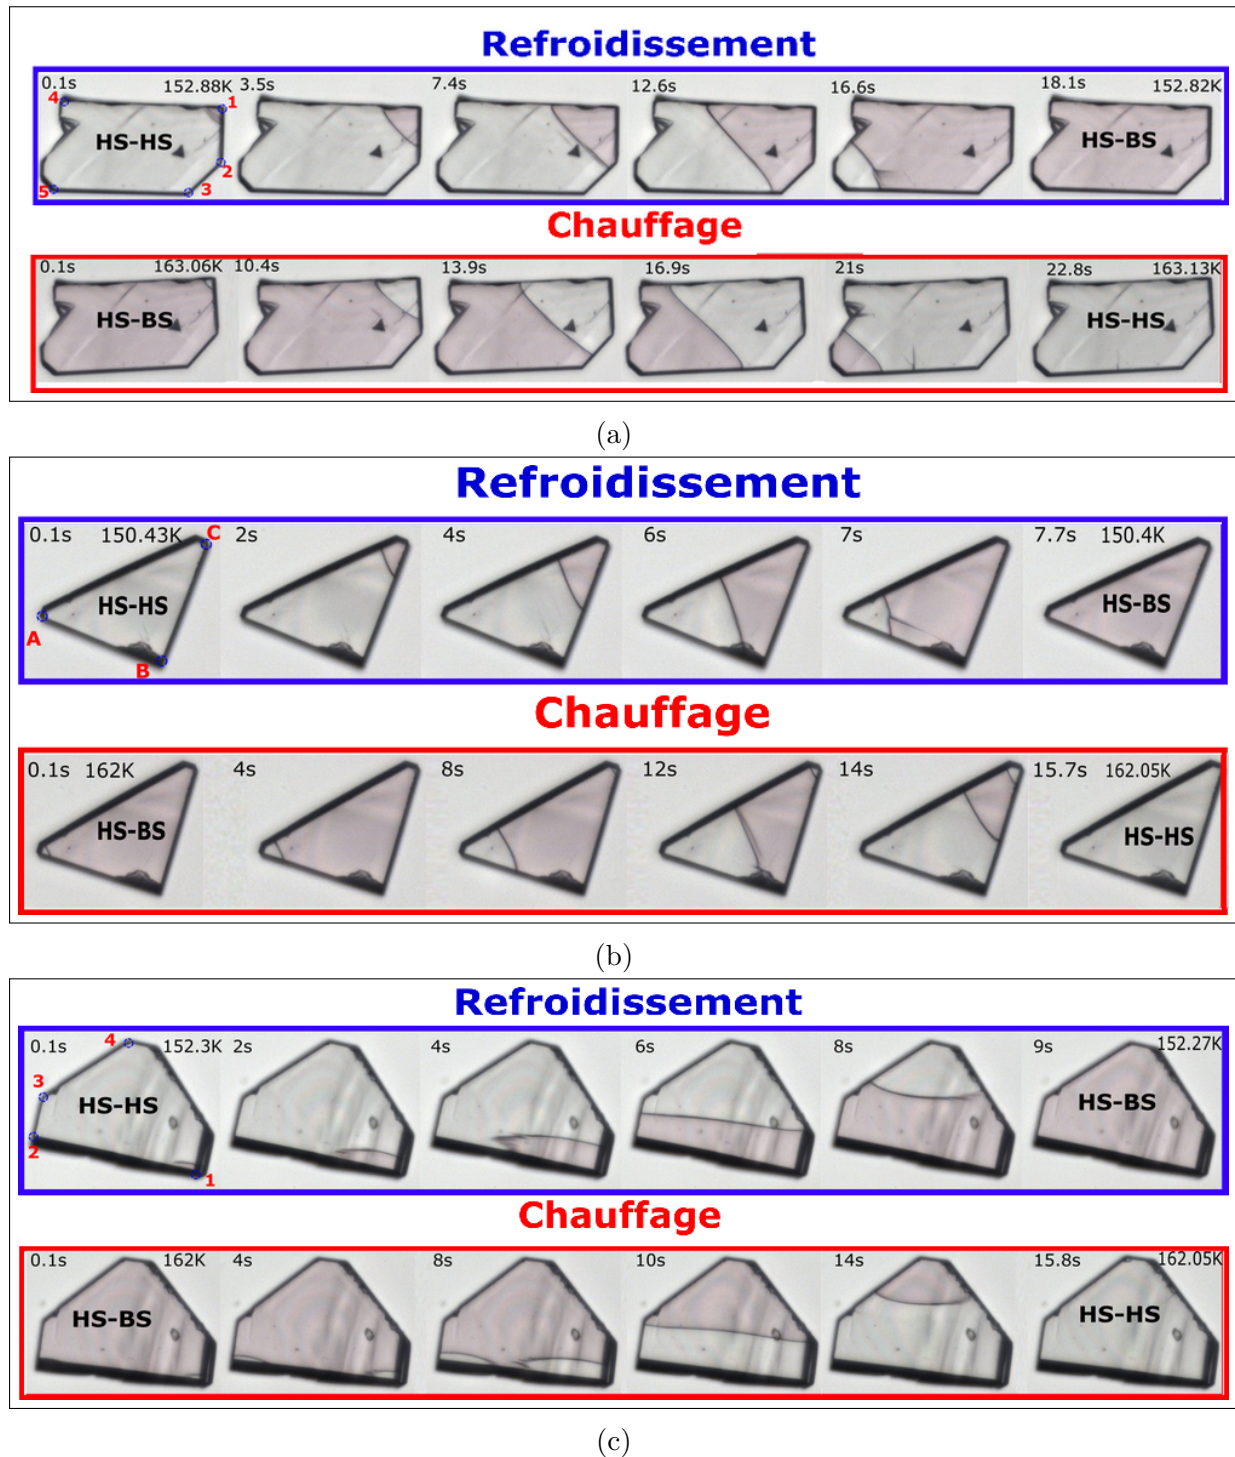 Refroidissement
0.1s 152.88K 3.5s 7.4s 12.6s 16.6s 18.1s 152.82K
4 1
HS-HS HS-BS
2
5 3
Chauffage
0.1s 163.06K 10.4s 13.9s 16.9s 21s 22.8s 163.13K
HS-BS HS-HS
(a)
Refroidissement
0.1s 150.43K C 2s 4s 6s 7s 7.7s 150.4K
HS-HS HS-BS
A
B
Chauffage
0.1s 162K 4s 8s 12s 14s 15.7s 162.05K
HS-BS HS-HS
(b)
Refroidissement
0.1s 4 152.3K 2s 4s 6s 8s 9s 152.27K
3
HS-HS HS-BS
2
1
Chauffage
0.1s 162K 4s 8s 10s 14s 15.8s 162.05K
HS-BS HS-HS
(c)